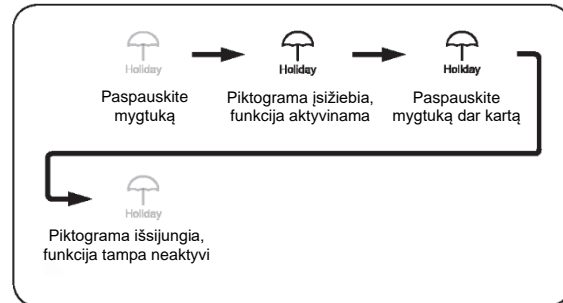 Holiday
Holiday
Holiday
Paspauskite
mygtuką
Piktograma įsižiebia,
funkcija aktyvinama
Paspauskite
mygtuką dar kartą
Holiday
Piktograma išsijungia,
funkcija tampa neaktyvi